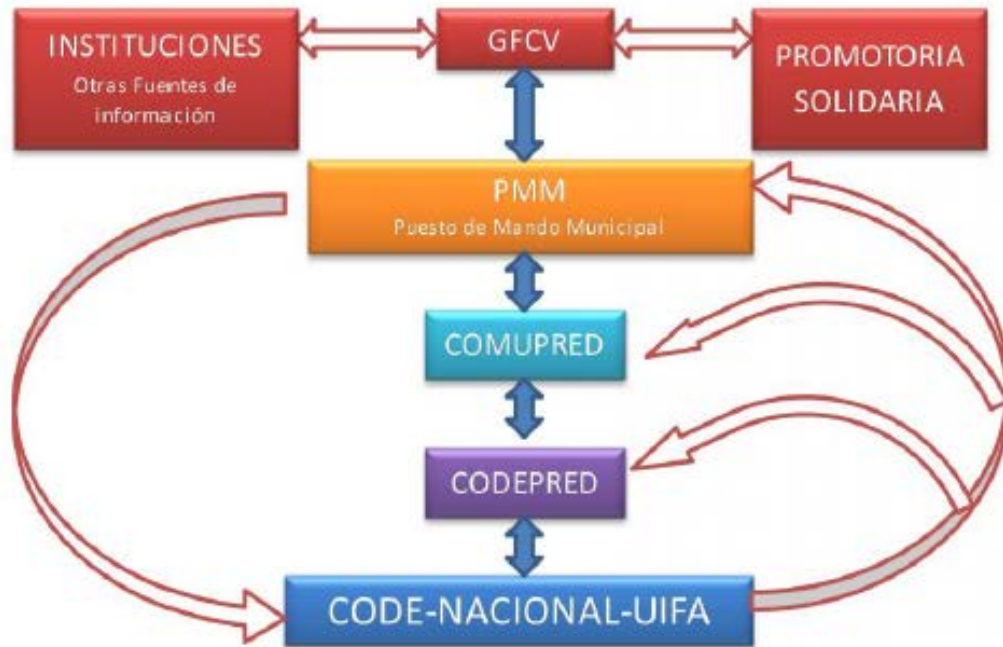 INSTITUCIONES
Otras Fuentes de
información
GFCV
PROMOTORIA
SOLIDARIA
PMM
Puesto de Mando Municipal
COMUPRED
CODEPRED
CODE-NACIONAL-UIFA